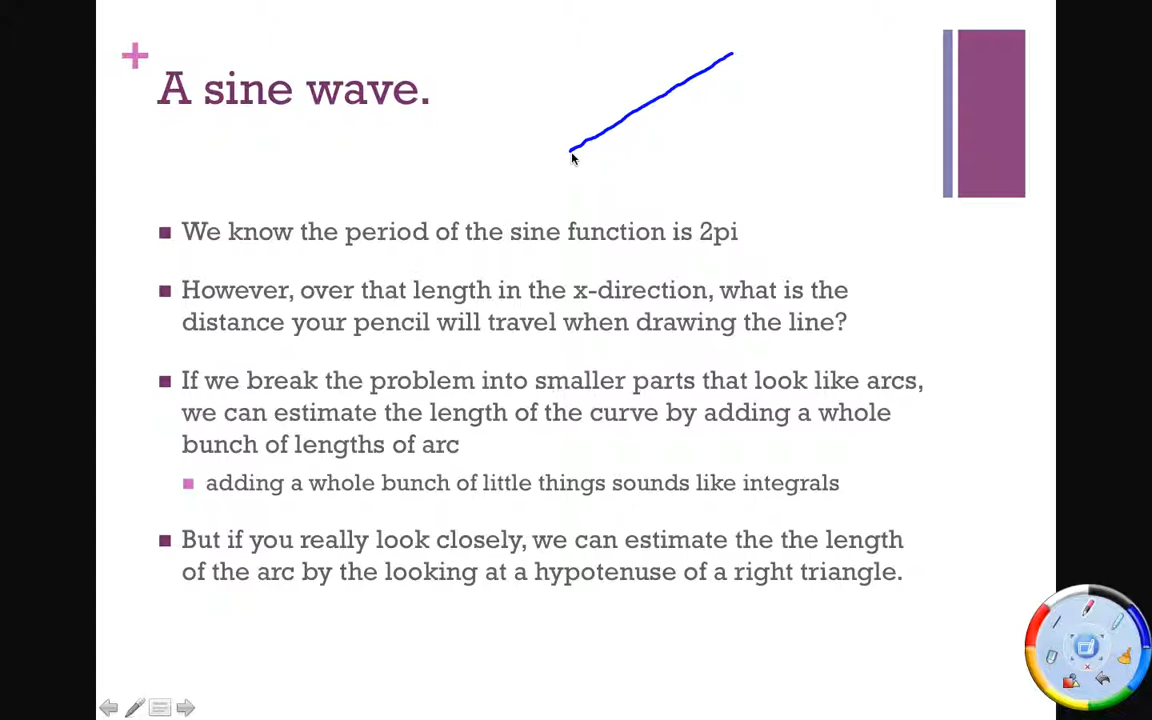 A sine wave.
We know the period of the sine function is 2pi
However, over that length in the x-direction, what is the
distance your pencil will travel when drawing the line?
If we break the problem into smaller parts that look like arcs,
we can estimate the length of the curve by adding a whole
bunch of lengths of arc
adding a whole bunch of little things sounds like integrals
But if you really look closely, we can estimate the the length
of the arc by the looking at a hypotenuse of a right triangle.